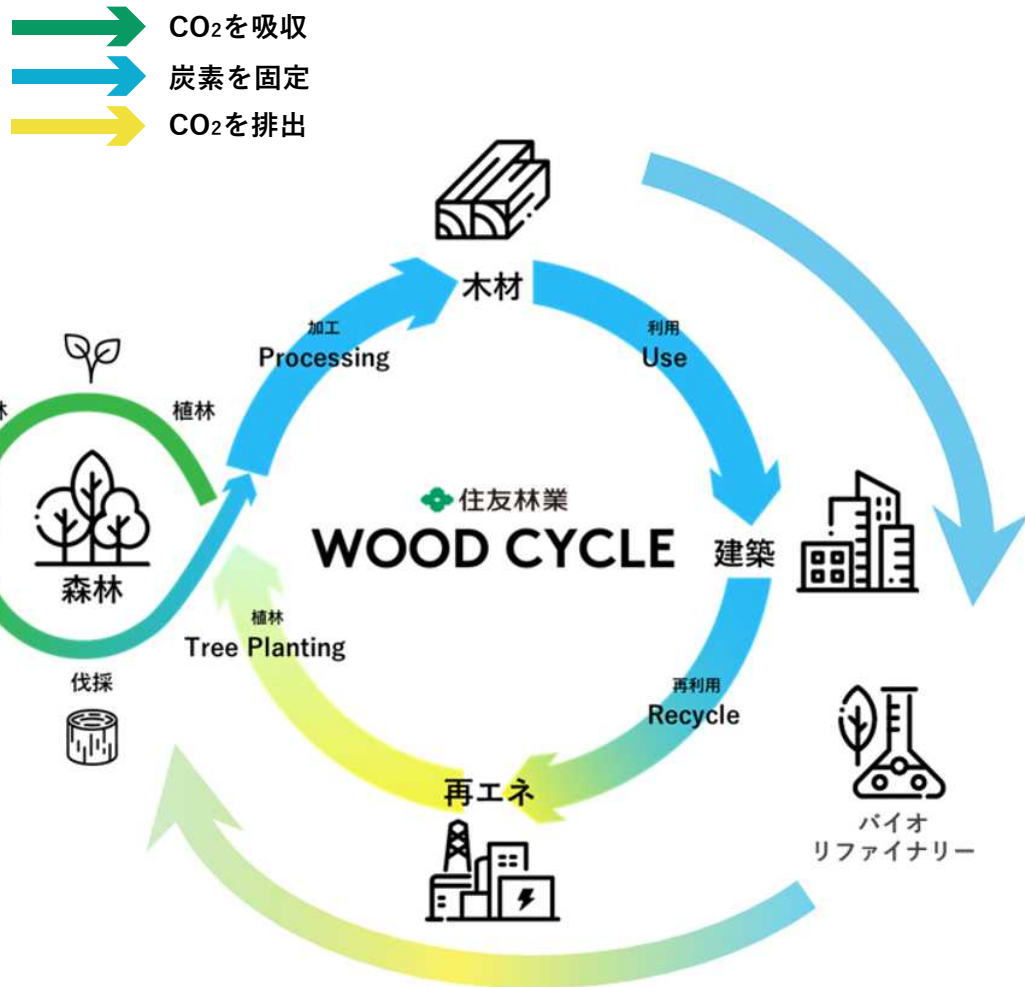 CO₂を吸収
炭素を固定
CO₂を排出
木材
加工
Processing
利用
Use
林
植林
森林
伐採
住友林業
WOOD CYCLE
建築
植林
Tree Planting
再利用
Recycle
再エネ
バイオ
リファイナリー